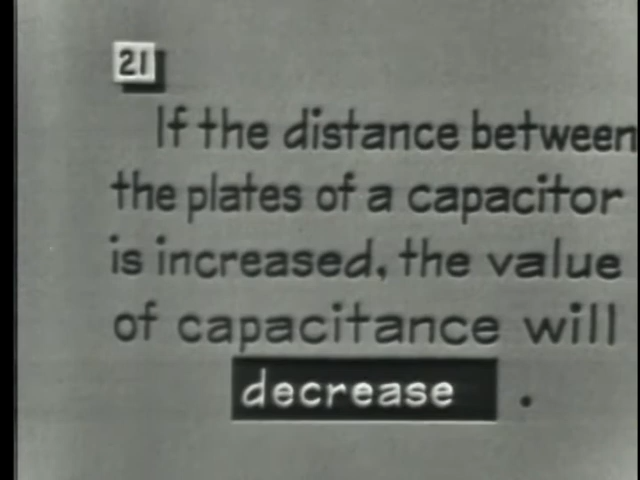 21
If the distance between
the plates of a capacitor
is increased, the value
of capacitance will
decrease .